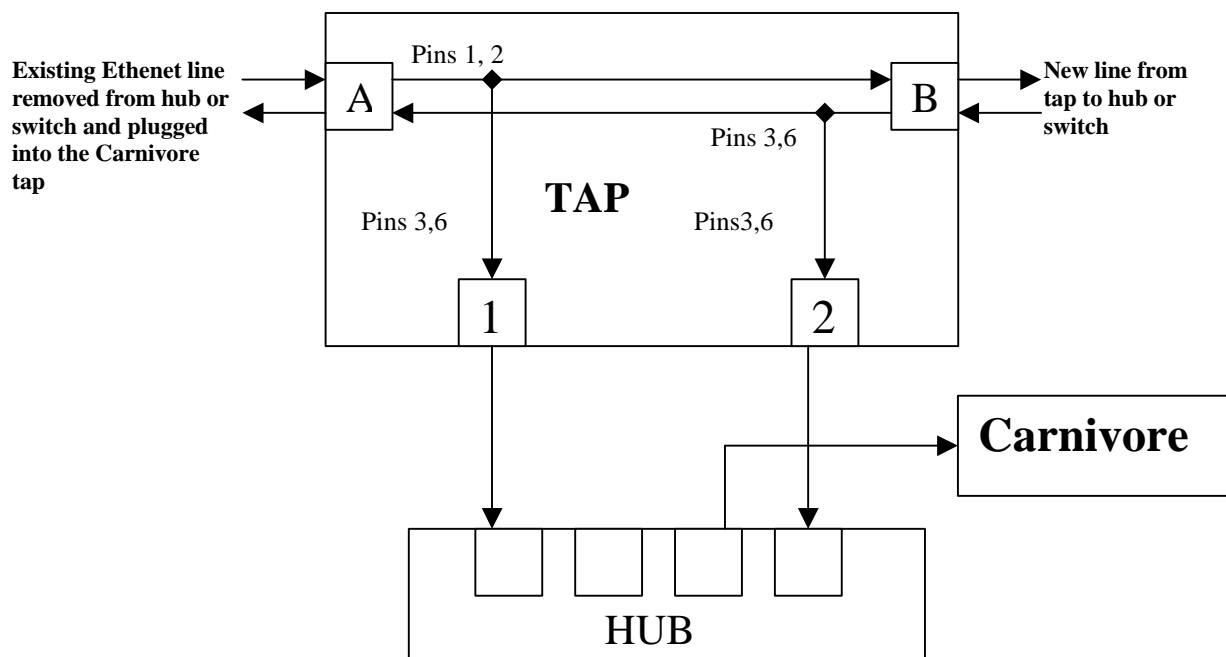 Existing Ethenet line
removed from hub or
switch and plugged
into the Carnivore
tap
Pins 1, 2
A
B
New line from
tap to hub or
switch
Pins 3,6
TAP
Pins 3,6
Pins3,6
1
2
Carnivore
HUB